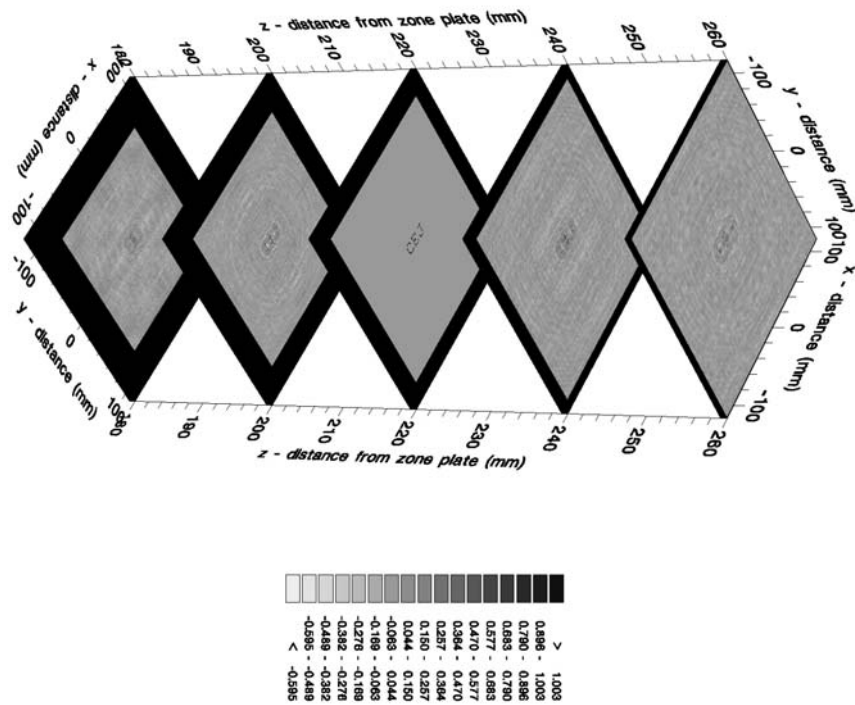 z - distance from zone plate (mm)
180
190
200
210
220
230
240
250
260
x - distance (mm)
100
0
-100
y - distance (mm)
-100
0
100
z - distance from zone plate (mm)
180
190
200
210
220
230
240
250
260
y - distance (mm)
-100
0
100
x - distance (mm)
100
0
-100
CEJ
> 1.003
0.896 - 1.003
0.790 - 0.896
0.683 - 0.790
0.577 - 0.683
0.470 - 0.577
0.364 - 0.470
0.257 - 0.364
0.150 - 0.257
0.044 - 0.150
-0.063 - 0.044
-0.169 - -0.063
-0.276 - -0.169
-0.382 - -0.276
-0.489 - -0.382
-0.595 - -0.489
< -0.595